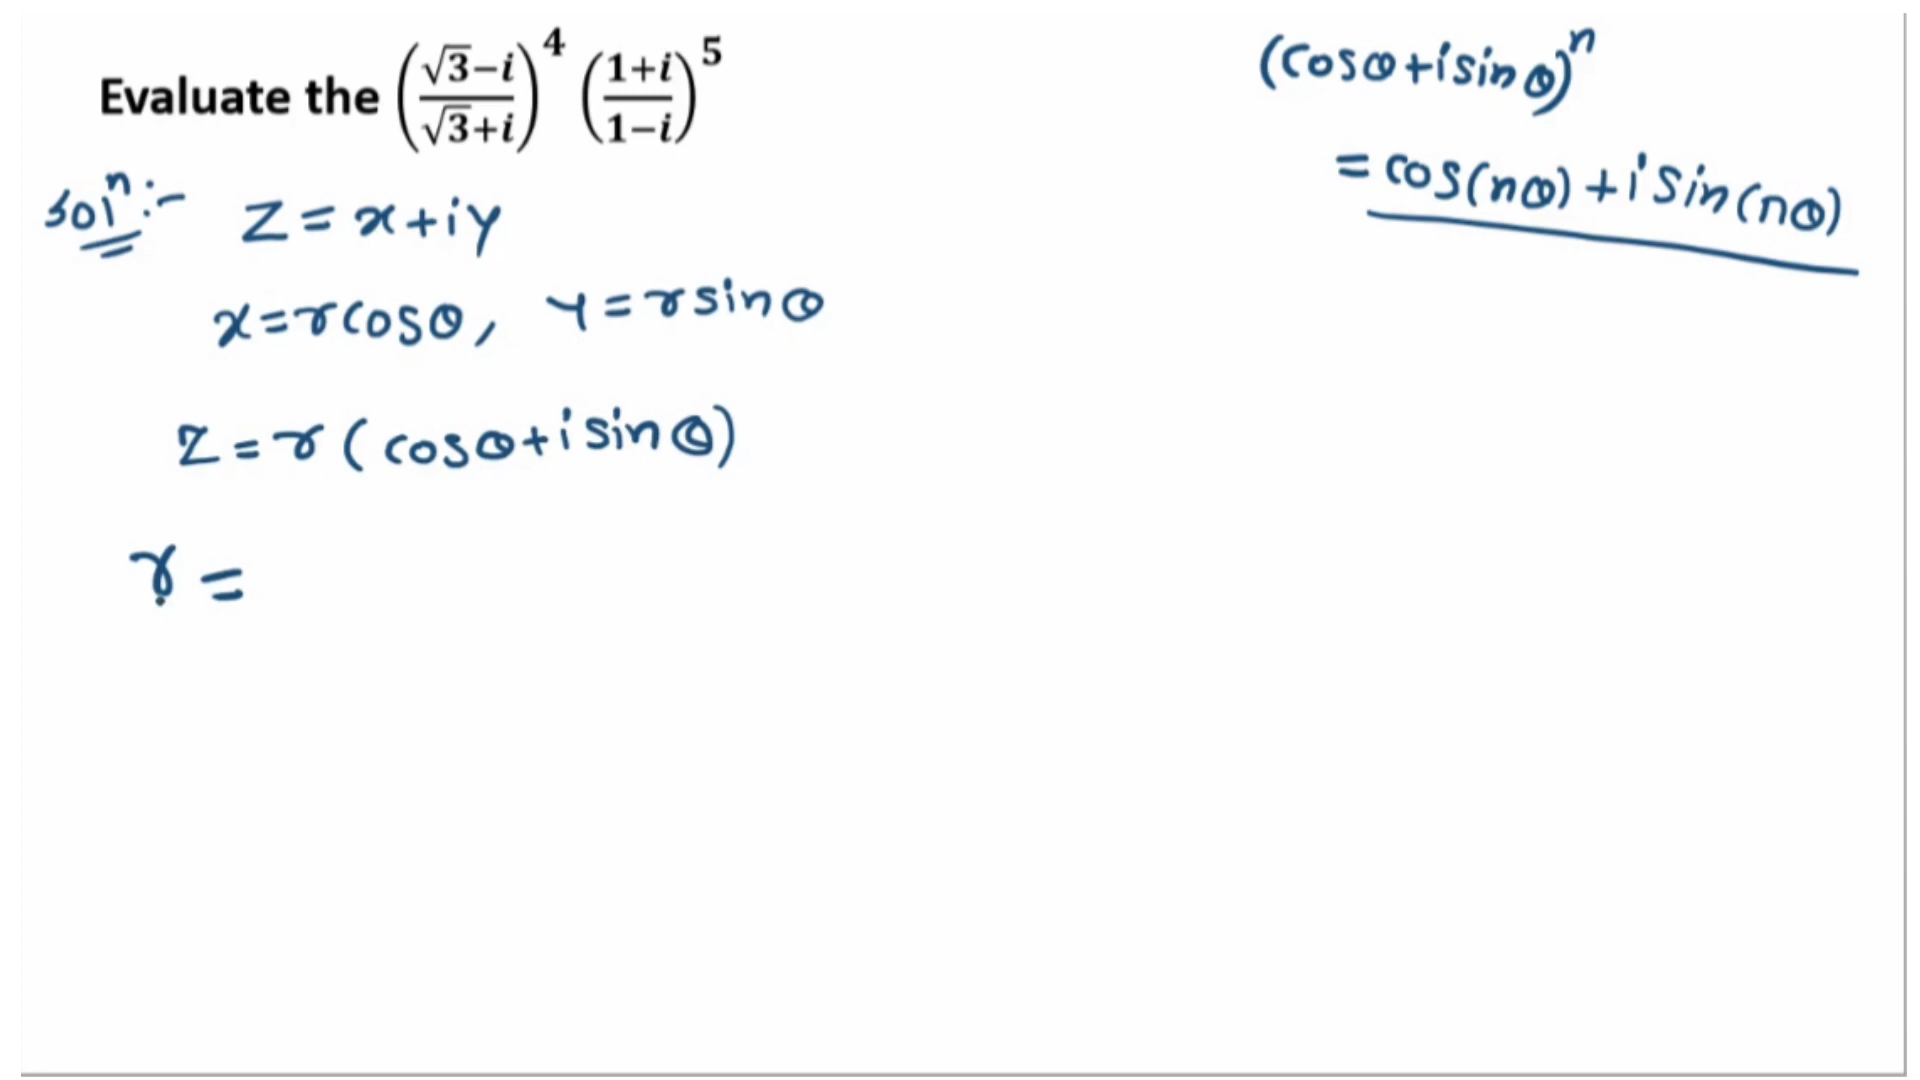 Evaluate the ((√3−i)/(√3+i))^4 ((1+i)/(1−i))^5
(cosθ+isinθ)^n
= cos(nθ)+isin(nθ)
Sol^n:- Z=x+iy
x=rcosθ, y=rsinθ
Z=r(cosθ+isinθ)
r=